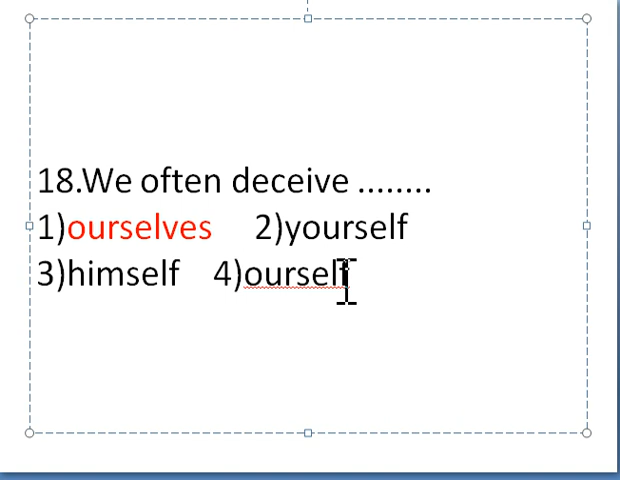 18.We often deceive ........
1)ourselves 2)yourself
3)himself 4)ourself